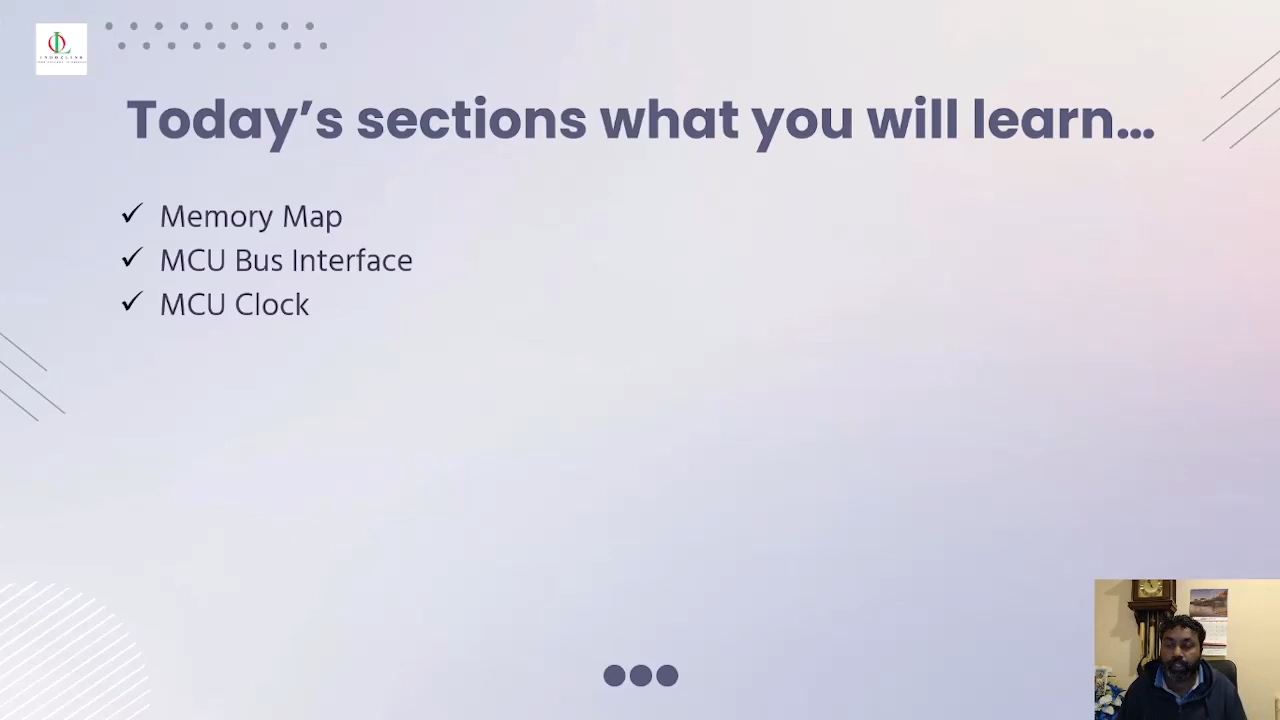 Today’s sections what you will learn…
✓ Memory Map
✓ MCU Bus Interface
✓ MCU Clock